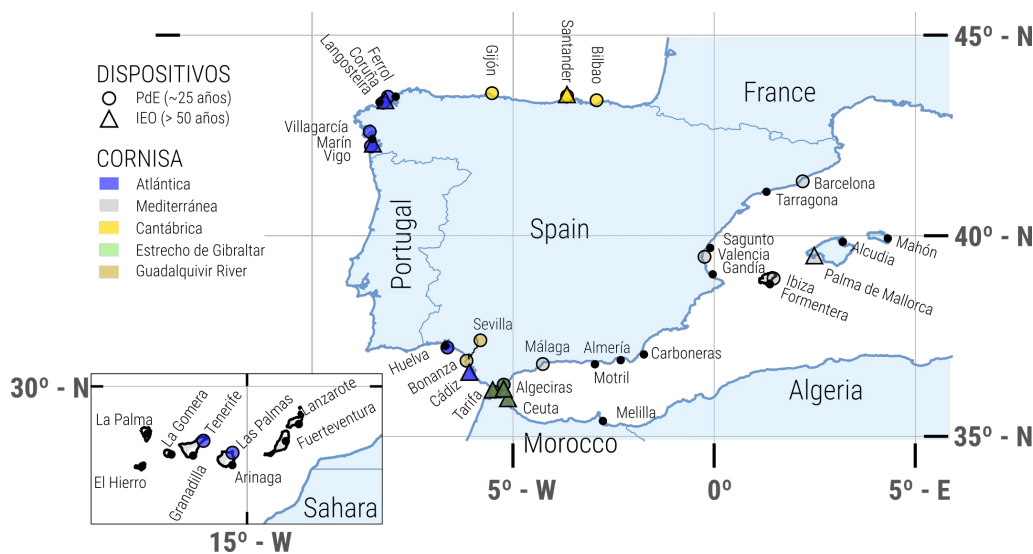 45º - N
DISPOSITIVOS
PdE (~25 años)
IEO (> 50 años)
CORNISA
Atlántica
Mediterránea
Cantábrica
Estrecho de Gibraltar
Guadalquivir River
Ferrol
Coruña
Langosteira
Gijón
Santander
Bilbao
France
Villagarcía
Marín
Vigo
Barcelona
Tarragona
Portugal
Spain
40º - N
Sagunto
Valencia
Gandía
Mahón
Alcudia
Palma de Mallorca
Ibiza
Formentera
Sevilla
Huelva
Bonanza
Cádiz
Tarifa
Málaga
Almería
Motril
Carboneras
Algeciras
Ceuta
Melilla
Algeria
Morocco
35º - N
30º - N
La Palma
La Gomera
Tenerife
Las Palmas
Lanzarote
Fuerteventura
El Hierro
Granadilla
Arinaga
Sahara
5º - W
0º
5º - E
15º - W